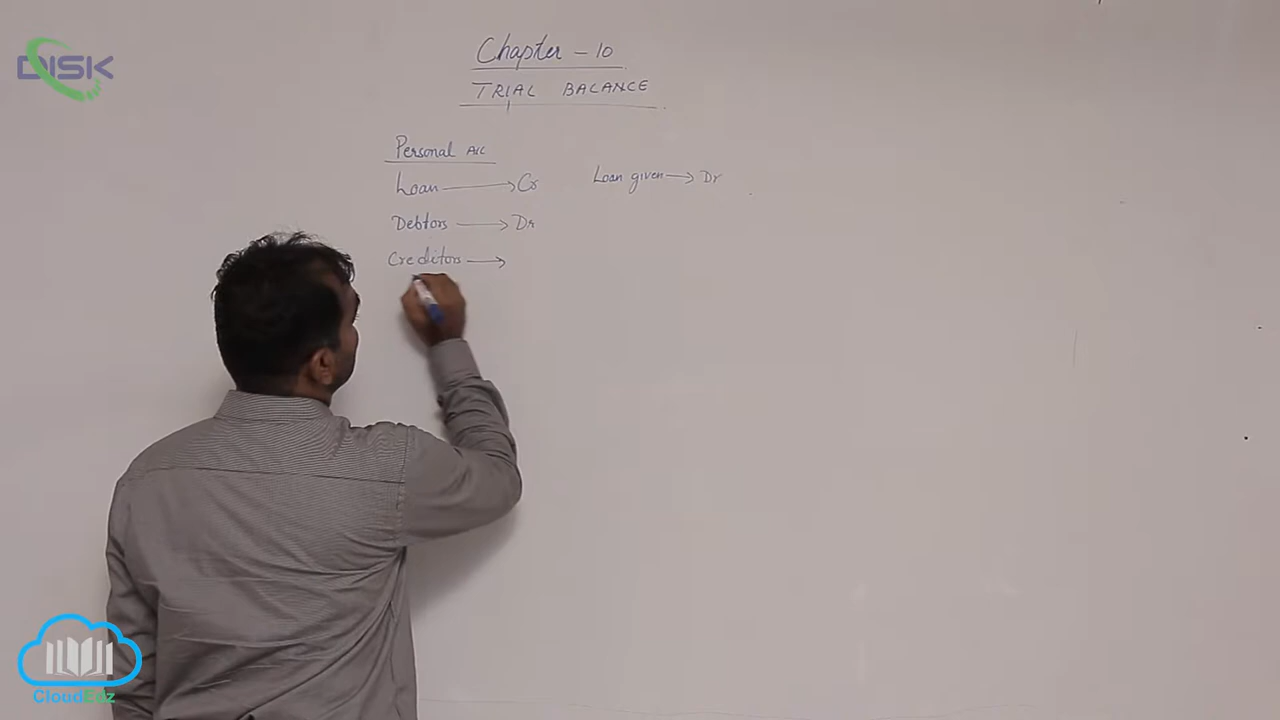 DISK
Chapter - 10
TRIAL BALANCE
Personal A/c
Loan → Cr
Loan given → Dr
Debtors → Dr
Creditors →
CloudEdz